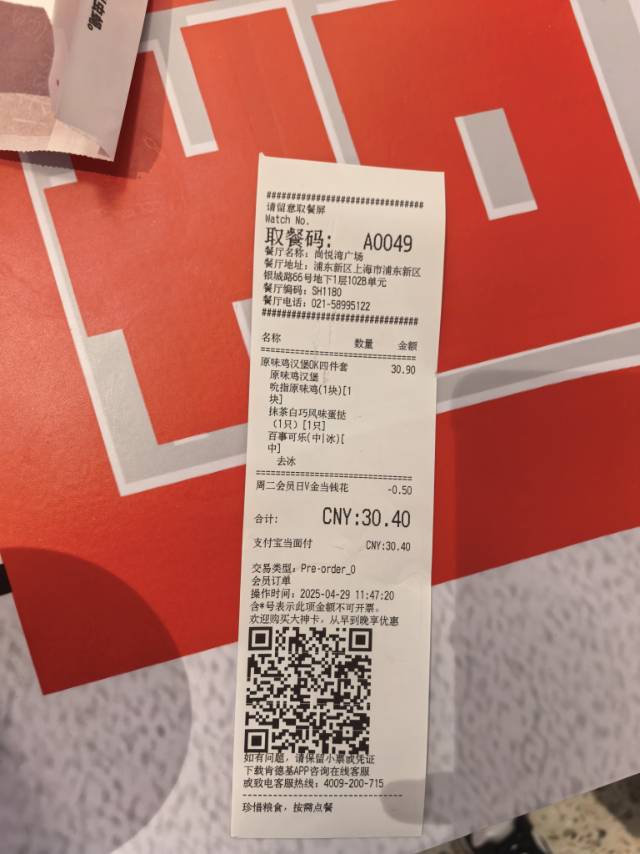 ##############################
请留意取餐屏
Watch No.
取餐码: A0049
餐厅名称: 尚悦湾广场
餐厅地址: 浦东新区上海市浦东新区
银城路66号地下1层102B单元
餐厅编码: SH1180
餐厅电话: 021-58995122
##############################
名称 数量 金额
==============================
原味鸡汉堡OK四件套 30.90
原味鸡汉堡
吮指原味鸡(1块)[1
块]
抹茶白巧风味蛋挞
(1只)[1只]
百事可乐(中|冰)[
中]
去冰
==============================
周二会员日V金当钱花 -0.50
合计: CNY:30.40
支付宝当面付 CNY:30.40
交易类型: Pre-order_0
会员订单
操作时间: 2025-04-29 11:47:20
含*号表示此项金额不可开票。
欢迎购买大神卡, 从早到晚享优惠
如有问题, 请保留小票或凭证
下载肯德基APP咨询在线客服
或致电客服热线: 4009-200-715
------------------------------
珍惜粮食, 按需点餐